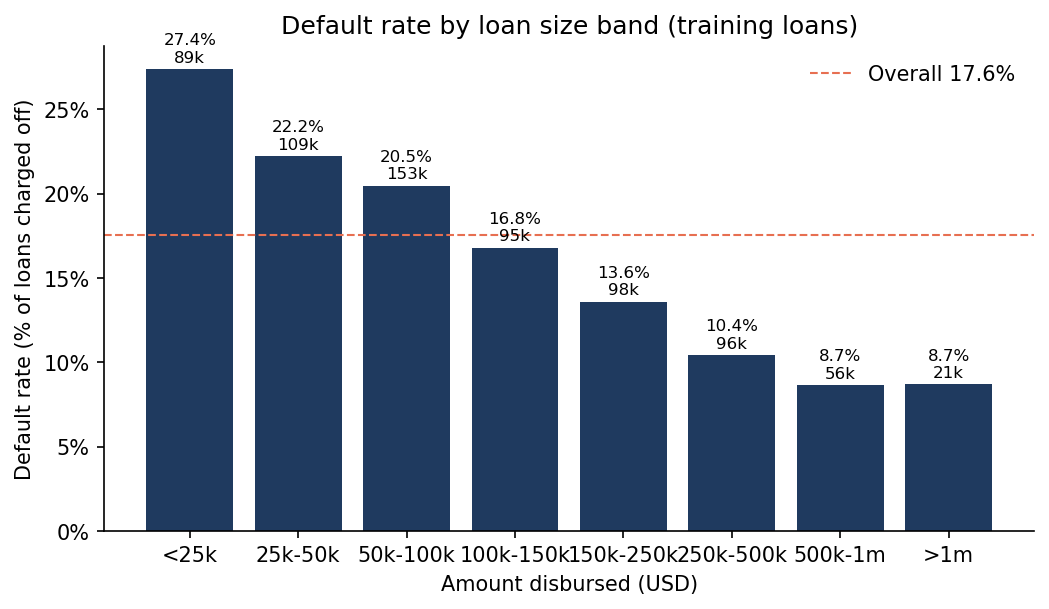 Default rate by loan size band (training loans)
Overall 17.6%
Default rate (% of loans charged off)
25%
20%
15%
10%
5%
0%
27.4%
89k
22.2%
109k
20.5%
153k
16.8%
95k
13.6%
98k
10.4%
96k
8.7%
56k
8.7%
21k
<25k 25k-50k 50k-100k 100k-150k 150k-250k 250k-500k 500k-1m >1m
Amount disbursed (USD)